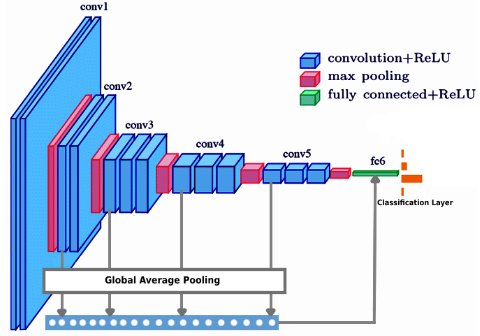 conv1
conv2
conv3
conv4
conv5
fc6
convolution+ReLU
max pooling
fully connected+ReLU
Classification Layer
Global Average Pooling